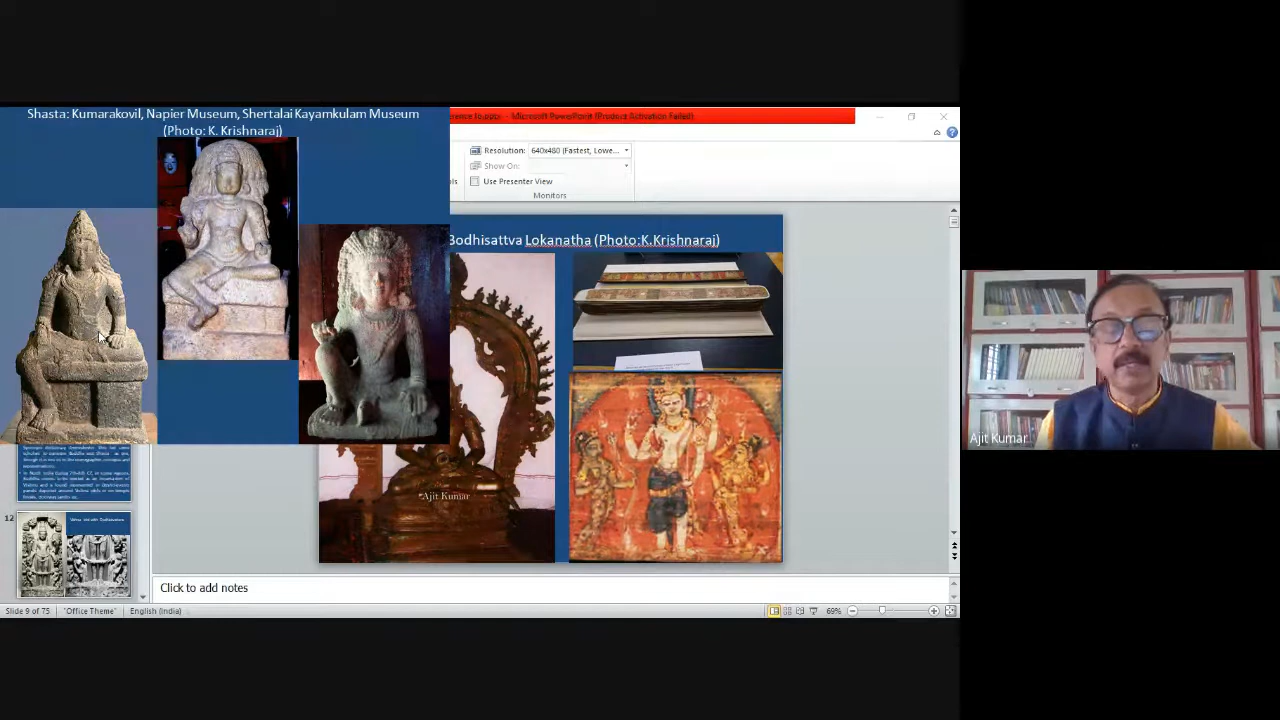 Shasta: Kumarakovil, Napier Museum, Shertalai Kayamkulam Museum
(Photo: K. Krishnaraj)
Microsoft PowerPoint (Product Activation Failed)
Resolution: 640x480 (Fastest, Lowe...
Show On:
Use Presenter View
Monitors
Bodhisattva Lokanatha (Photo:K.Krishnaraj)
Ajit Kumar
Ajit Kumar
12
Click to add notes
Slide 9 of 75 "Office Theme" English (India) 69%